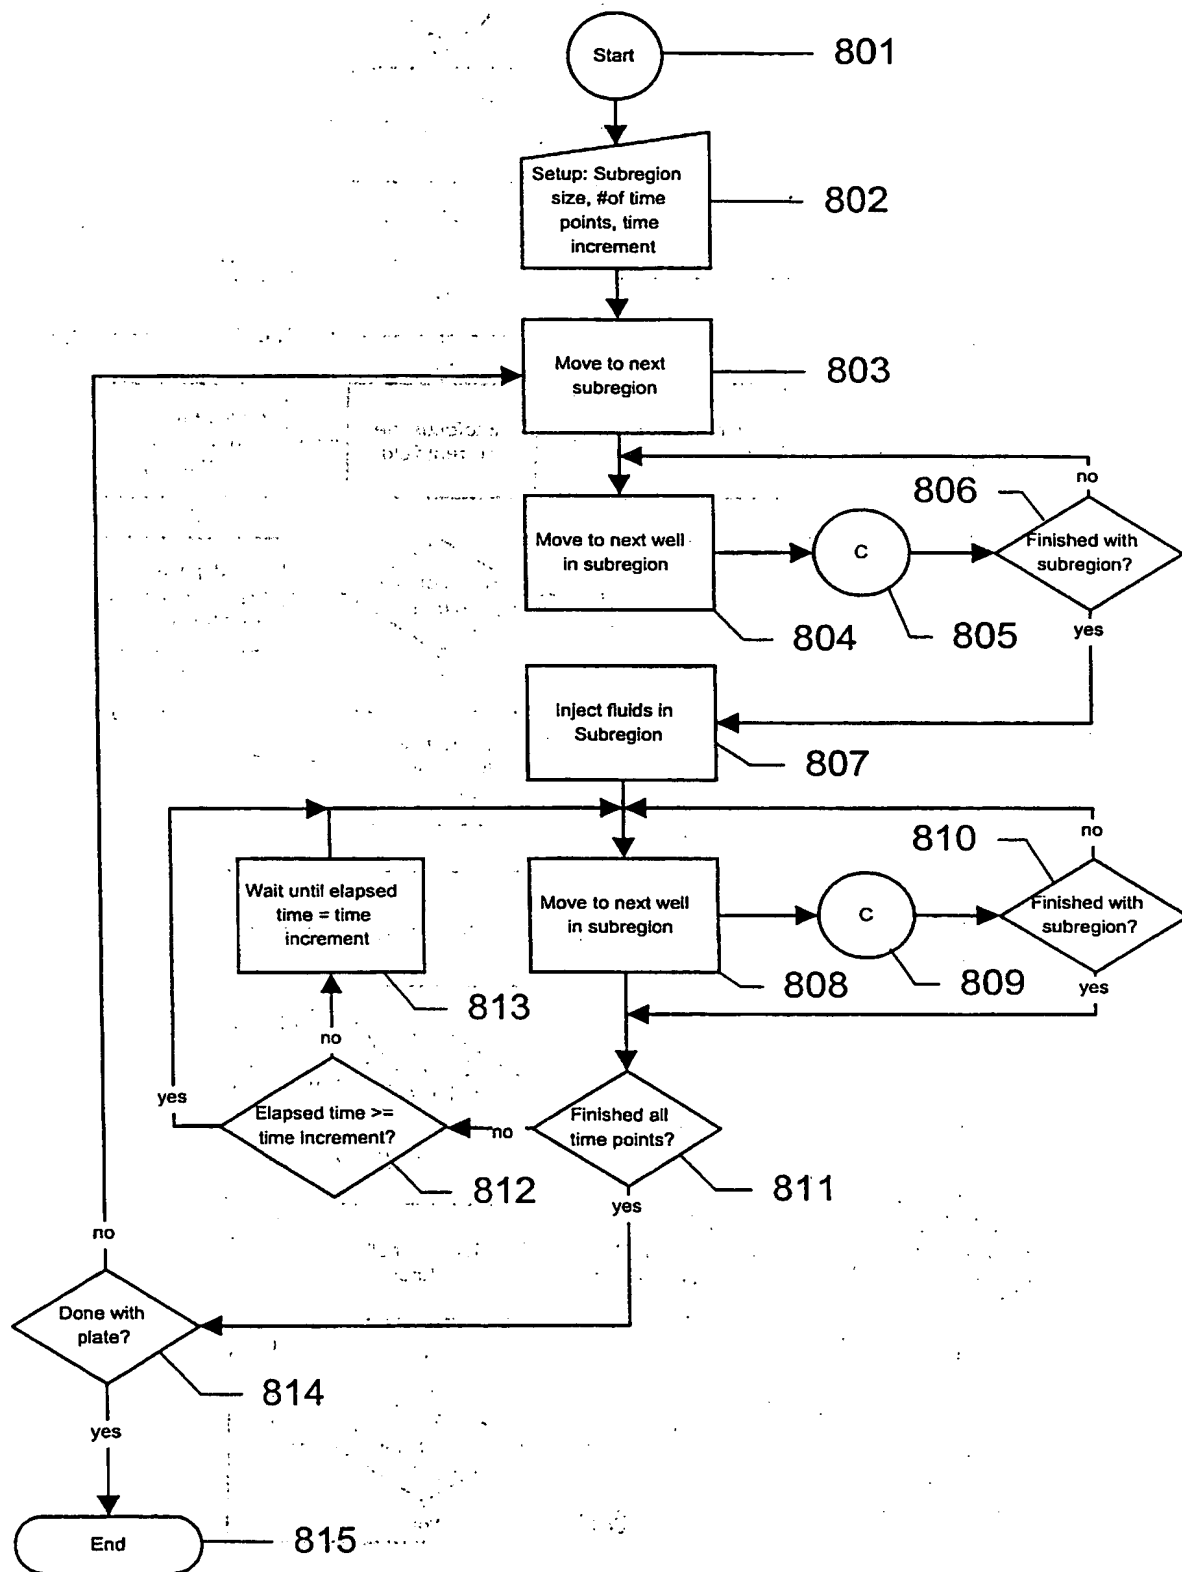 Start
801
Setup: Subregion
size, #of time
points, time
increment
802
Move to next
subregion
803
no
806
Move to next well
in subregion
C
Finished with
subregion?
804
805
yes
Inject fluids in
Subregion
807
no
810
Wait until elapsed
time = time
increment
Move to next well
in subregion
C
Finished with
subregion?
813
808
809
yes
no
yes
Elapsed time >=
time increment?
no
Finished all
time points?
812
811
yes
no
Done with
plate?
814
yes
End
815